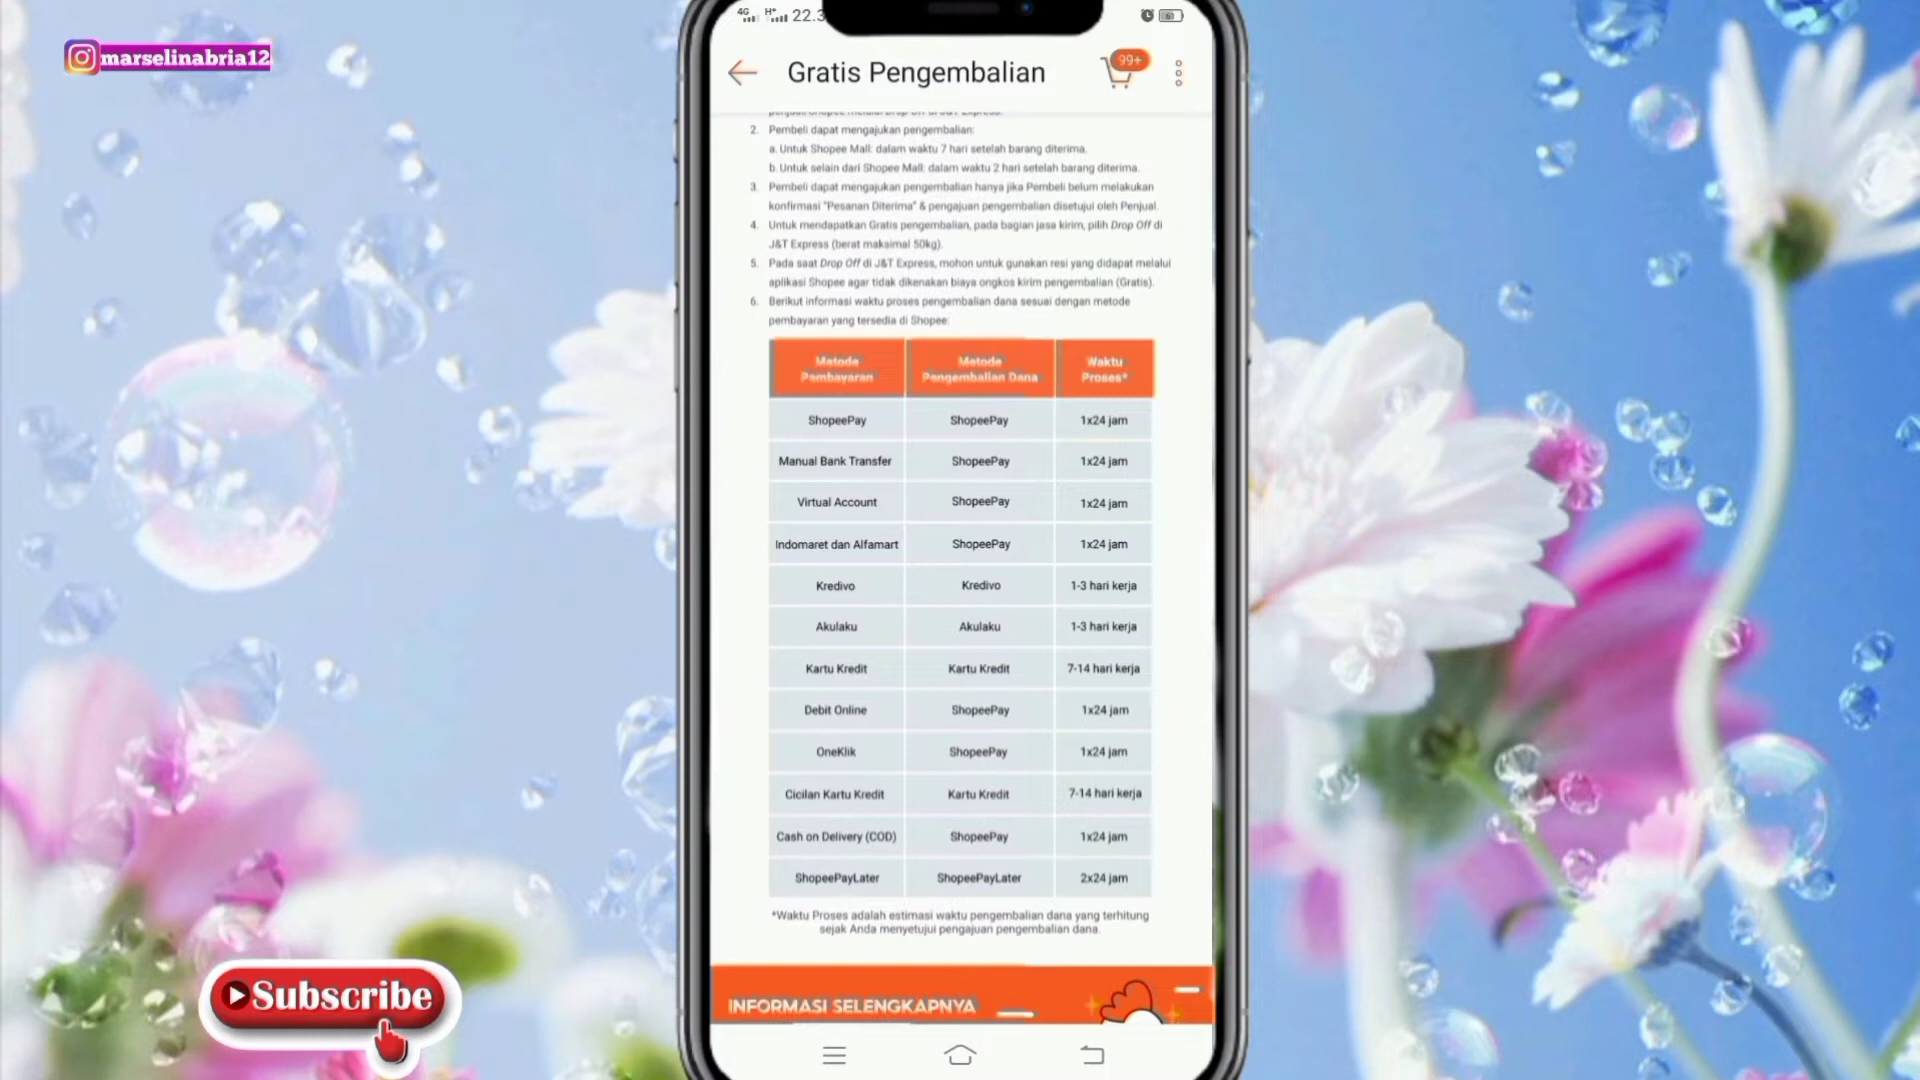 marselinabria12
4G H+ 22.3
Gratis Pengembalian
99+
2. Pembeli dapat mengajukan pengembalian:
a. Untuk Shopee Mall: dalam waktu 7 hari setelah barang diterima.
b. Untuk selain dari Shopee Mall: dalam waktu 2 hari setelah barang diterima.
3. Pembeli dapat mengajukan pengembalian hanya jika Pembeli belum melakukan
konfirmasi "Pesanan Diterima" & pengajuan pengembalian disetujui oleh Penjual.
4. Untuk mendapatkan Gratis pengembalian, pada bagian jasa kirim, pilih Drop Off di
J&T Express (berat maksimal 50kg).
5. Pada saat Drop Off di J&T Express, mohon untuk gunakan resi yang didapat melalui
aplikasi Shopee agar tidak dikenakan biaya ongkos kirim pengembalian (Gratis).
6. Berikut informasi waktu proses pengembalian dana sesuai dengan metode
pembayaran yang tersedia di Shopee:
Metode Pembayaran Metode Pengembalian Dana Waktu Proses*
ShopeePay ShopeePay 1x24 jam
Manual Bank Transfer ShopeePay 1x24 jam
Virtual Account ShopeePay 1x24 jam
Indomaret dan Alfamart ShopeePay 1x24 jam
Kredivo Kredivo 1-3 hari kerja
Akulaku Akulaku 1-3 hari kerja
Kartu Kredit Kartu Kredit 7-14 hari kerja
Debit Online ShopeePay 1x24 jam
OneKlik ShopeePay 1x24 jam
Cicilan Kartu Kredit Kartu Kredit 7-14 hari kerja
Cash on Delivery (COD) ShopeePay 1x24 jam
ShopeePayLater ShopeePayLater 2x24 jam
*Waktu Proses adalah estimasi waktu pengembalian dana yang terhitung
sejak Anda menyetujui pengajuan pengembalian dana.
INFORMASI SELENGKAPNYA
Subscribe